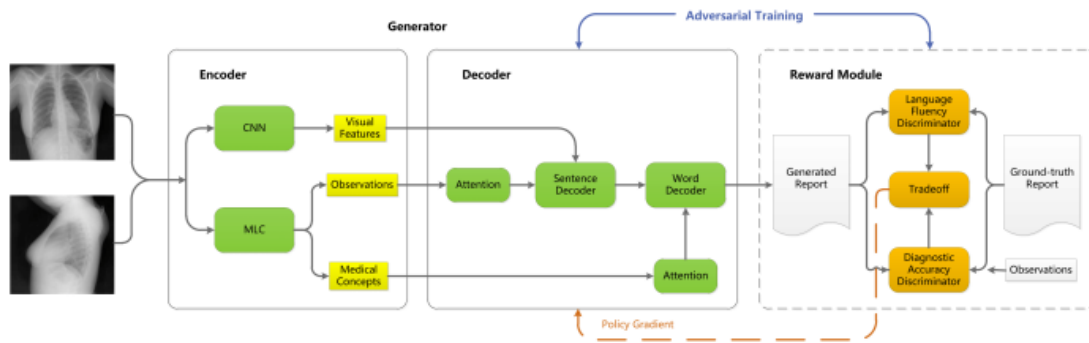 Adversarial Training
Generator
Encoder
Decoder
Reward Module
CNN
Visual
Features
Language
Fluency
Discriminator
MLC
Observations
Attention
Sentence
Decoder
Word
Decoder
Generated
Report
Tradeoff
Ground-truth
Report
Medical
Concepts
Attention
Diagnostic
Accuracy
Discriminator
Observations
Policy Gradient